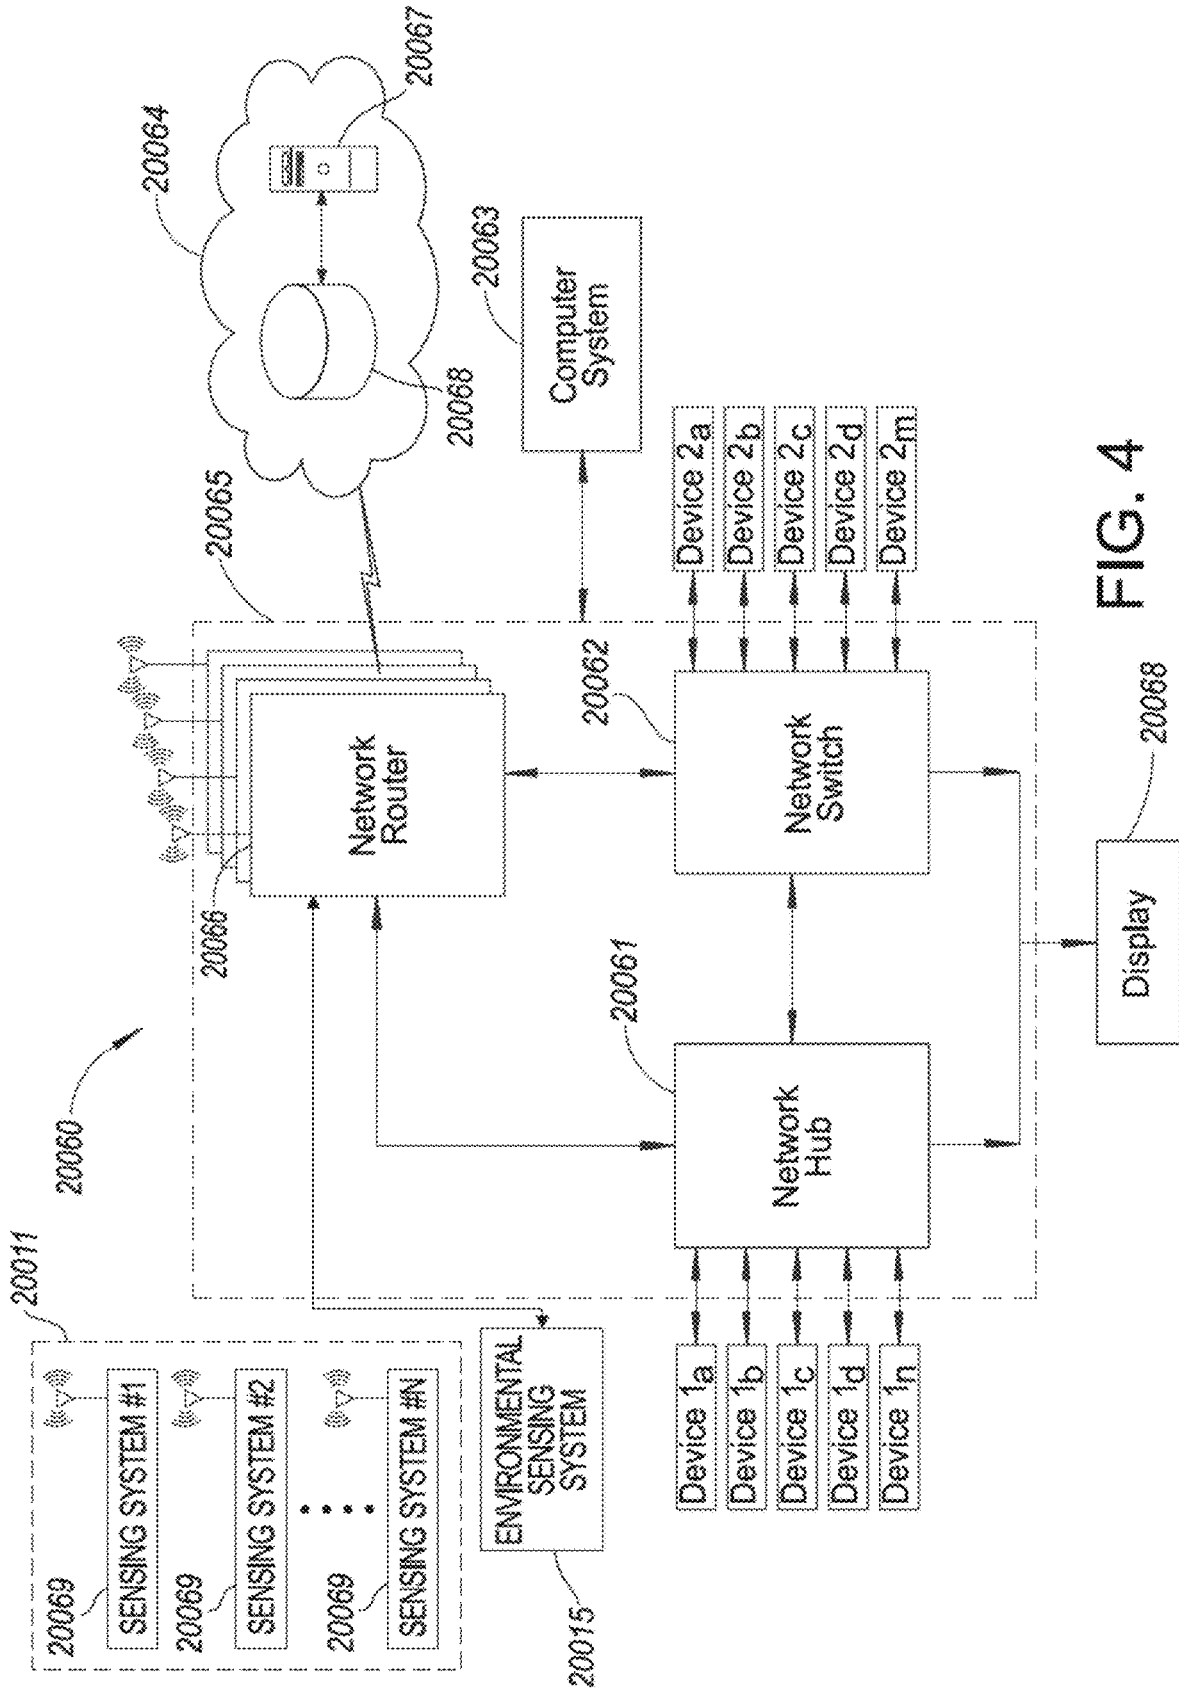 20011
20069
SENSING SYSTEM #1
20069
SENSING SYSTEM #2
20069
SENSING SYSTEM #N
20015
ENVIRONMENTAL
SENSING
SYSTEM
20060
20066
Network
Router
20065
20064
20067
20068
20063
Computer
System
20061
Network
Hub
20062
Network
Switch
Device 1a
Device 1b
Device 1c
Device 1d
Device 1n
Device 2a
Device 2b
Device 2c
Device 2d
Device 2m
Display
20068
FIG. 4